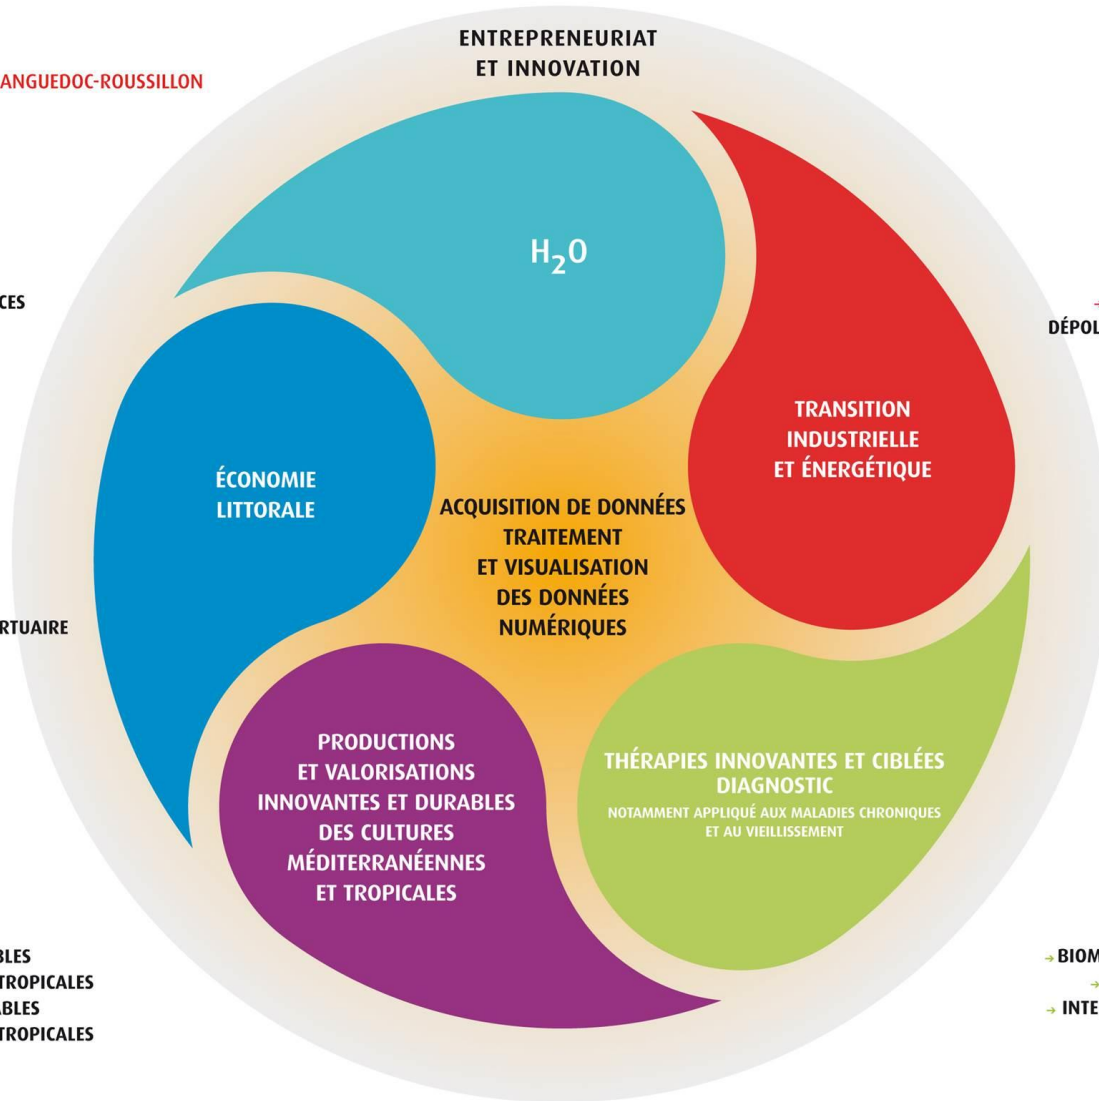 ENTREPRENEURIAT
ET INNOVATION
ANGUEDOC-ROUSSILLON
H₂O
CES
DÉPOL
TRANSITION
INDUSTRIELLE
ET ÉNERGÉTIQUE
ÉCONOMIE
LITTORALE
ACQUISITION DE DONNÉES
TRAITEMENT
ET VISUALISATION
DES DONNÉES
NUMÉRIQUES
RTUAIRE
PRODUCTIONS
ET VALORISATIONS
INNOVANTES ET DURABLES
DES CULTURES
MÉDITERRANÉENNES
ET TROPICALES
THÉRAPIES INNOVANTES ET CIBLÉES
DIAGNOSTIC
NOTAMMENT APPLIQUÉ AUX MALADIES CHRONIQUES
ET AU VIEILLISSEMENT
BLES
TROPICALES
ABLES
TROPICALES
→ BIOM
→
→ INTE